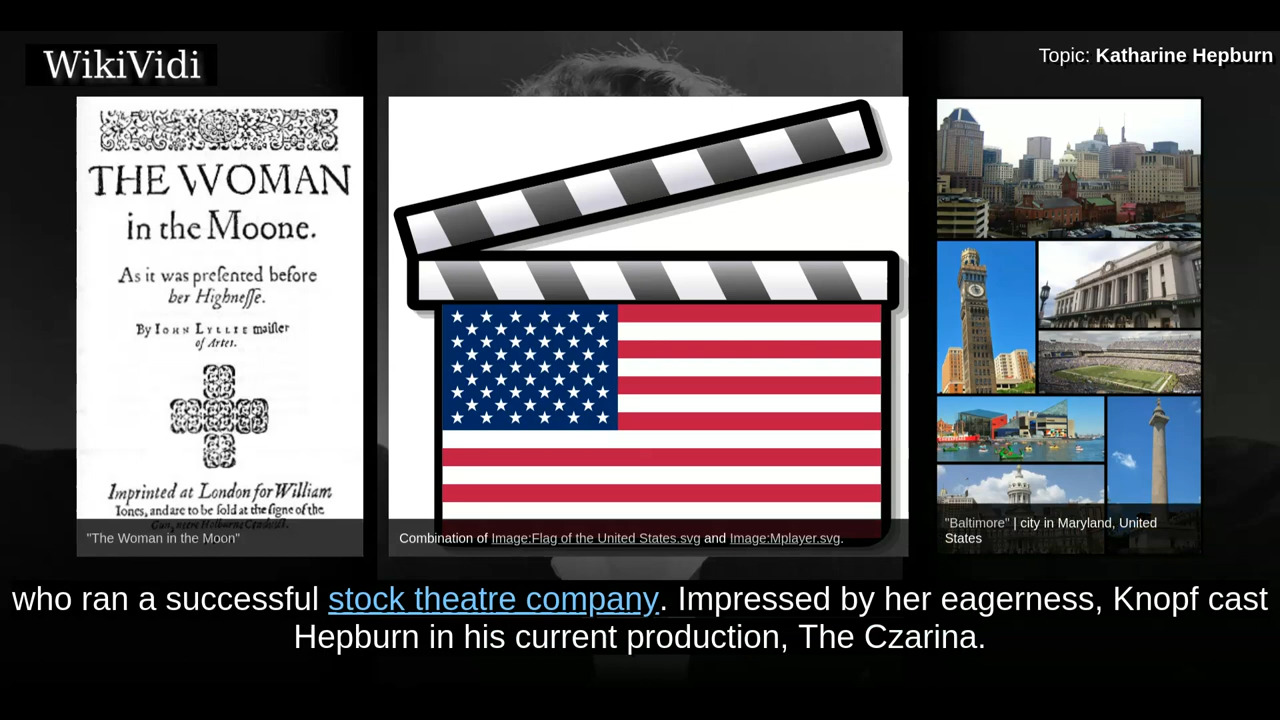 WikiVidi
Topic: Katharine Hepburn
THE WOMAN
in the Moone.
As it was preſented before
her Highneſſe.
By IOHN LYLLIE maiſter
of Artes.
Imprinted at London for William
Iones, and are to be ſold at the ſigne of the
Gun, neere Holburne Conduict.
"The Woman in the Moon"
Combination of Image:Flag of the United States.svg and Image:Mplayer.svg.
"Baltimore" | city in Maryland, United
States
who ran a successful stock theatre company. Impressed by her eagerness, Knopf cast
Hepburn in his current production, The Czarina.